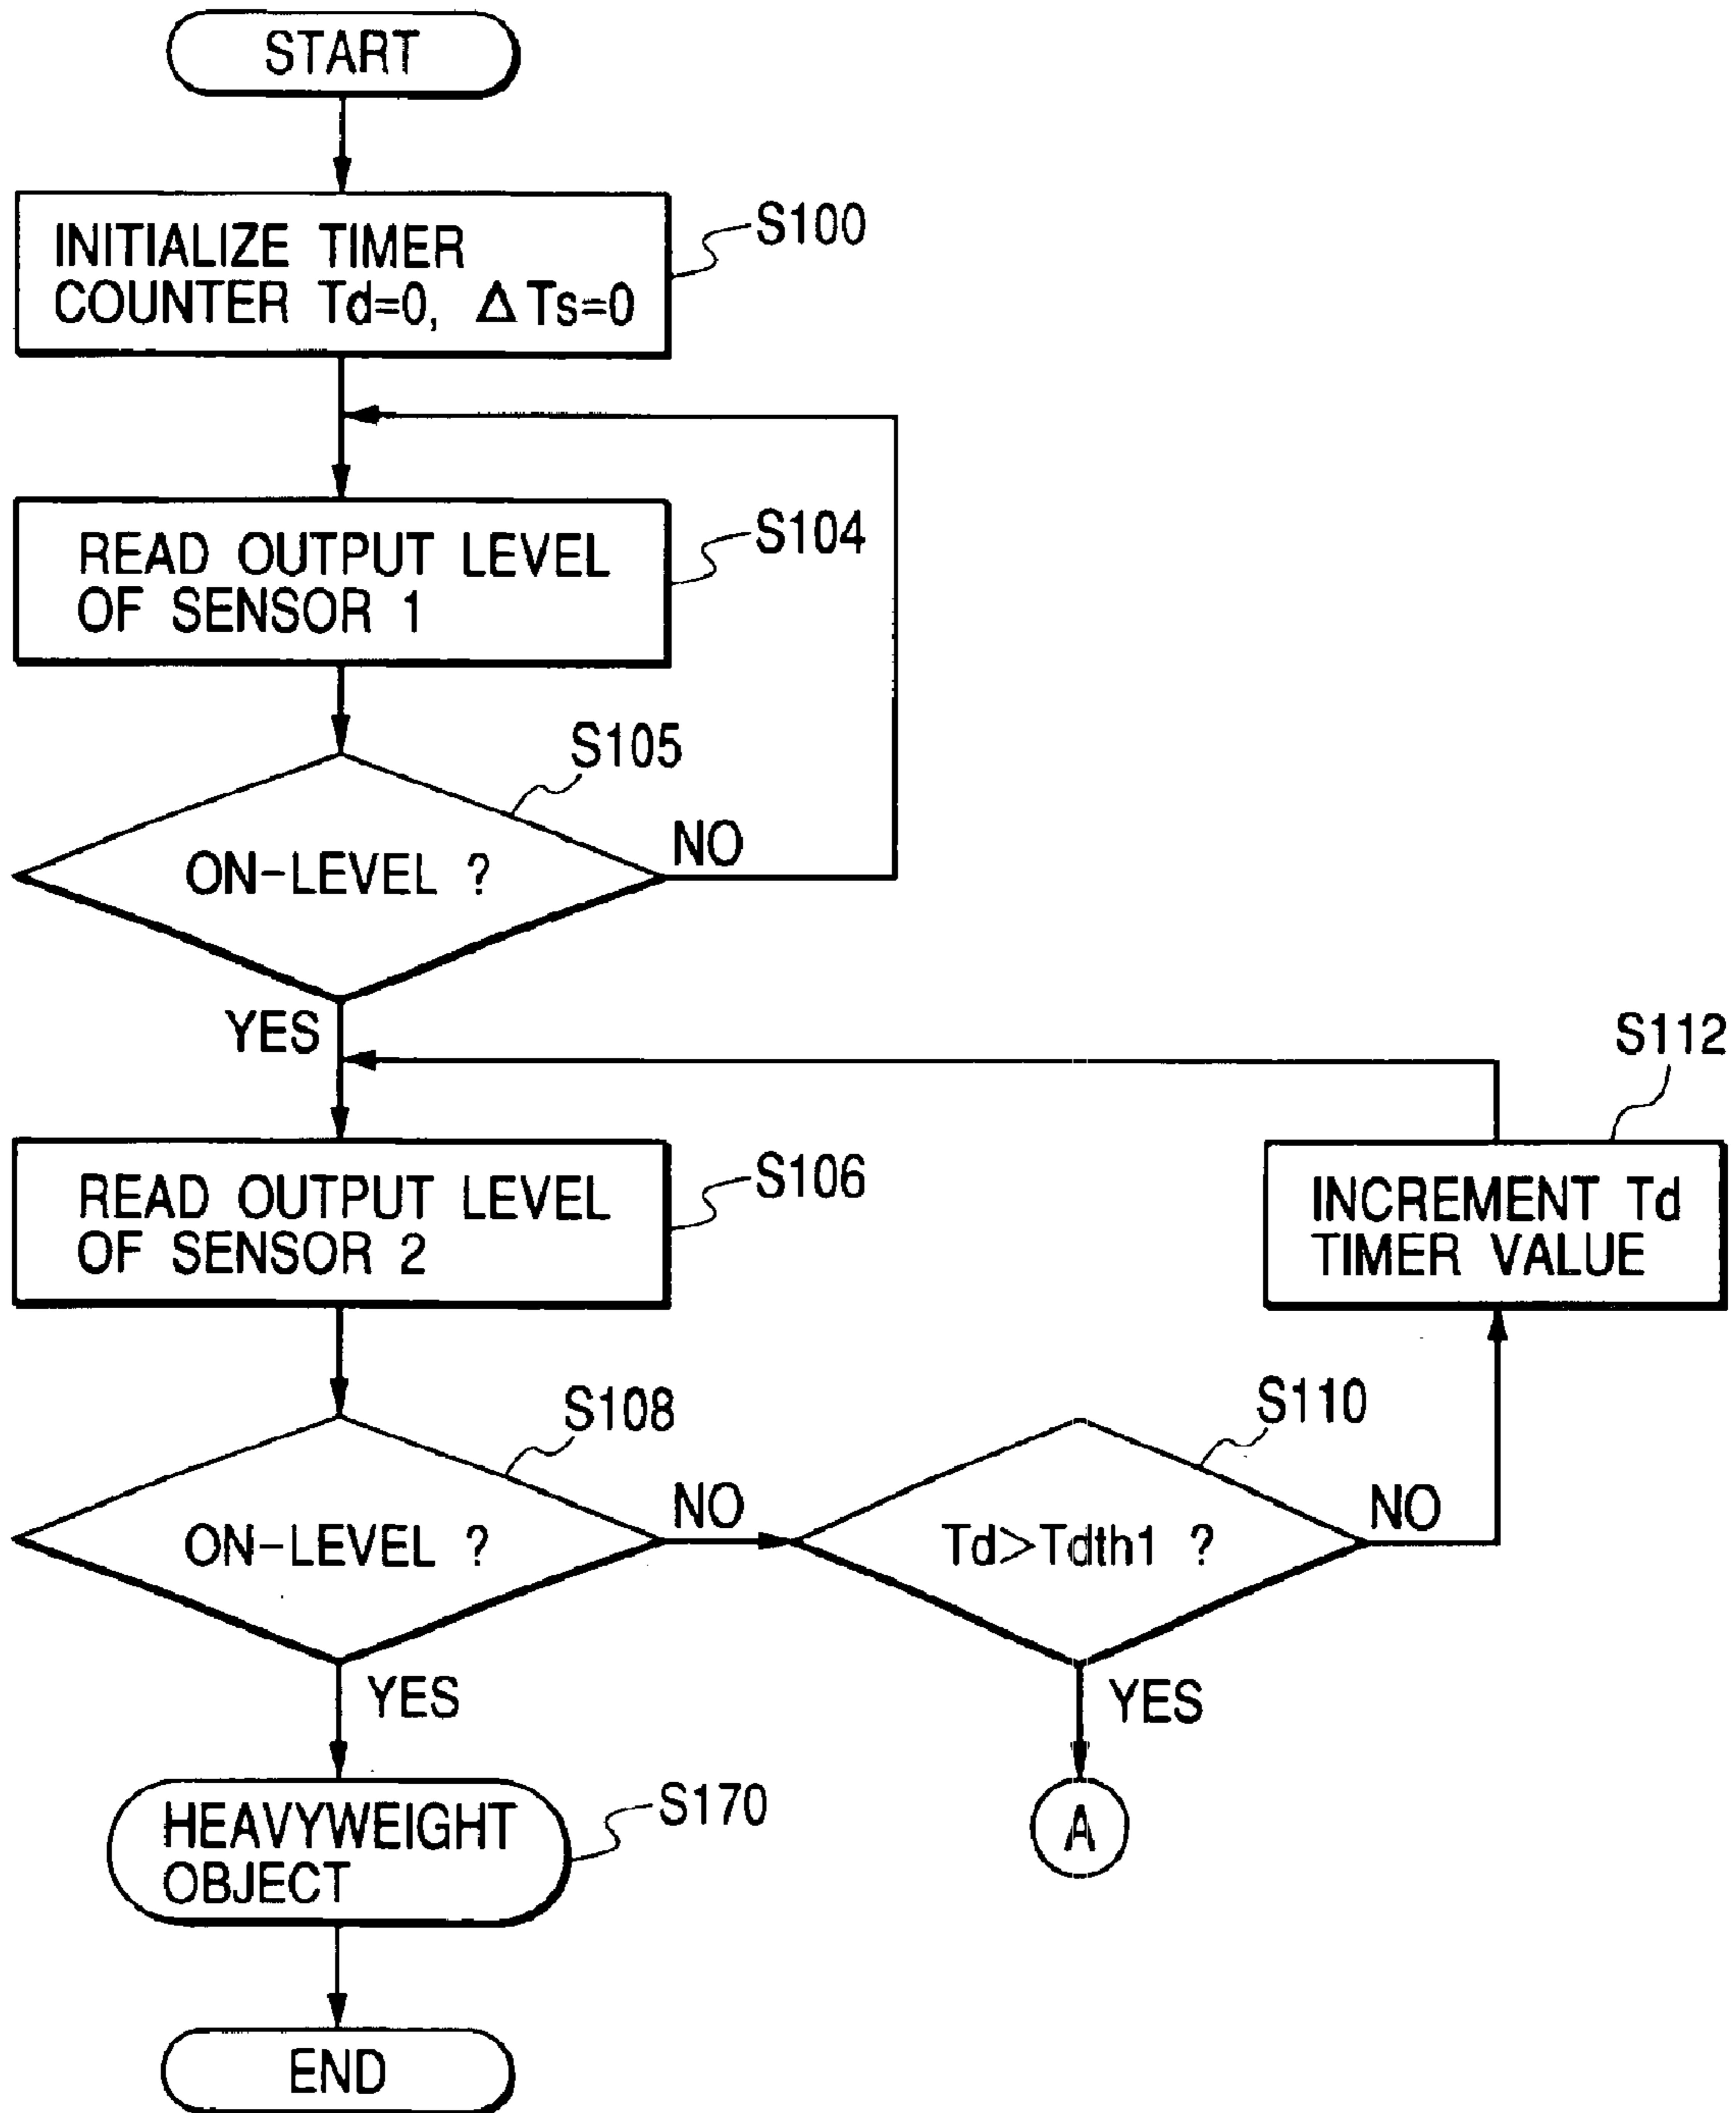 START
INITIALIZE TIMER
COUNTER Td=0, ΔTs=0
S100
READ OUTPUT LEVEL
OF SENSOR 1
S104
S105
ON-LEVEL ?
NO
YES
S112
READ OUTPUT LEVEL
OF SENSOR 2
S106
INCREMENT Td
TIMER VALUE
S108
S110
ON-LEVEL ?
NO
Td>Tdth1 ?
NO
YES
YES
HEAVYWEIGHT
OBJECT
S170
A
END